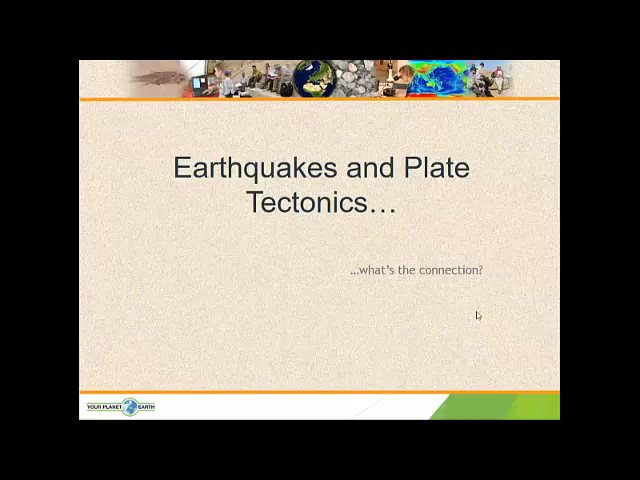 Earthquakes and Plate
Tectonics…
…what's the connection?
YOUR PLANET EARTH